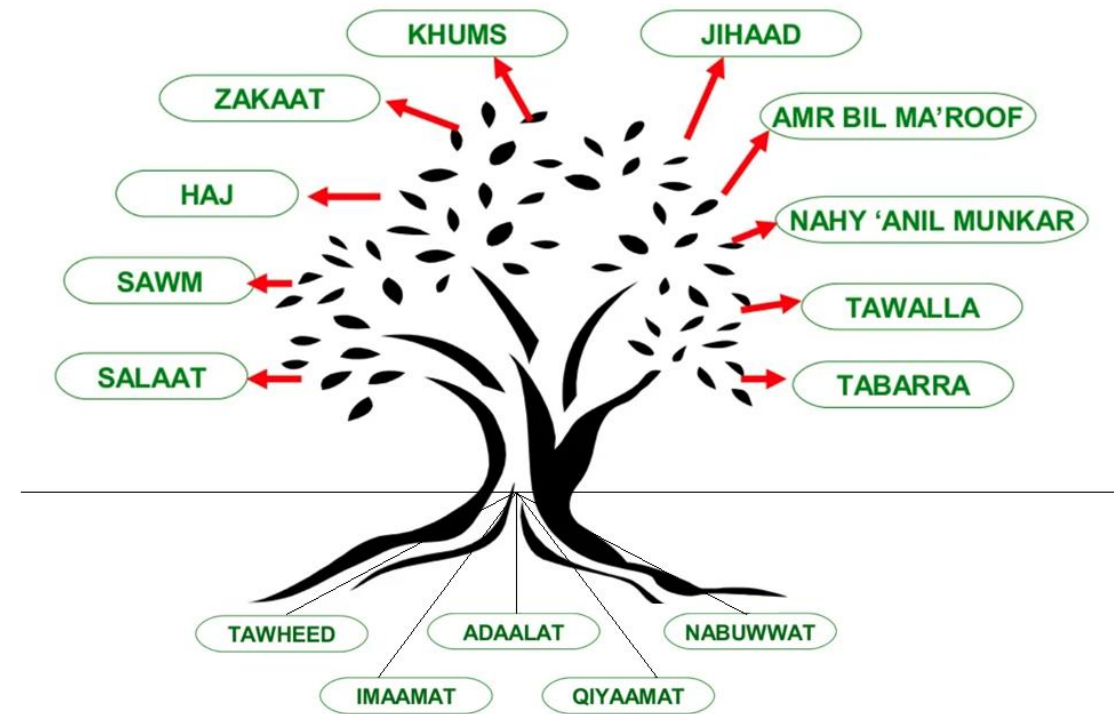 KHUMS
JIHAAD
ZAKAAT
AMR BIL MA’ROOF
HAJ
NAHY ‘ANIL MUNKAR
SAWM
TAWALLA
SALAAT
TABARRA
TAWHEED
ADAALAT
NABUWWAT
IMAAMAT
QIYAAMAT